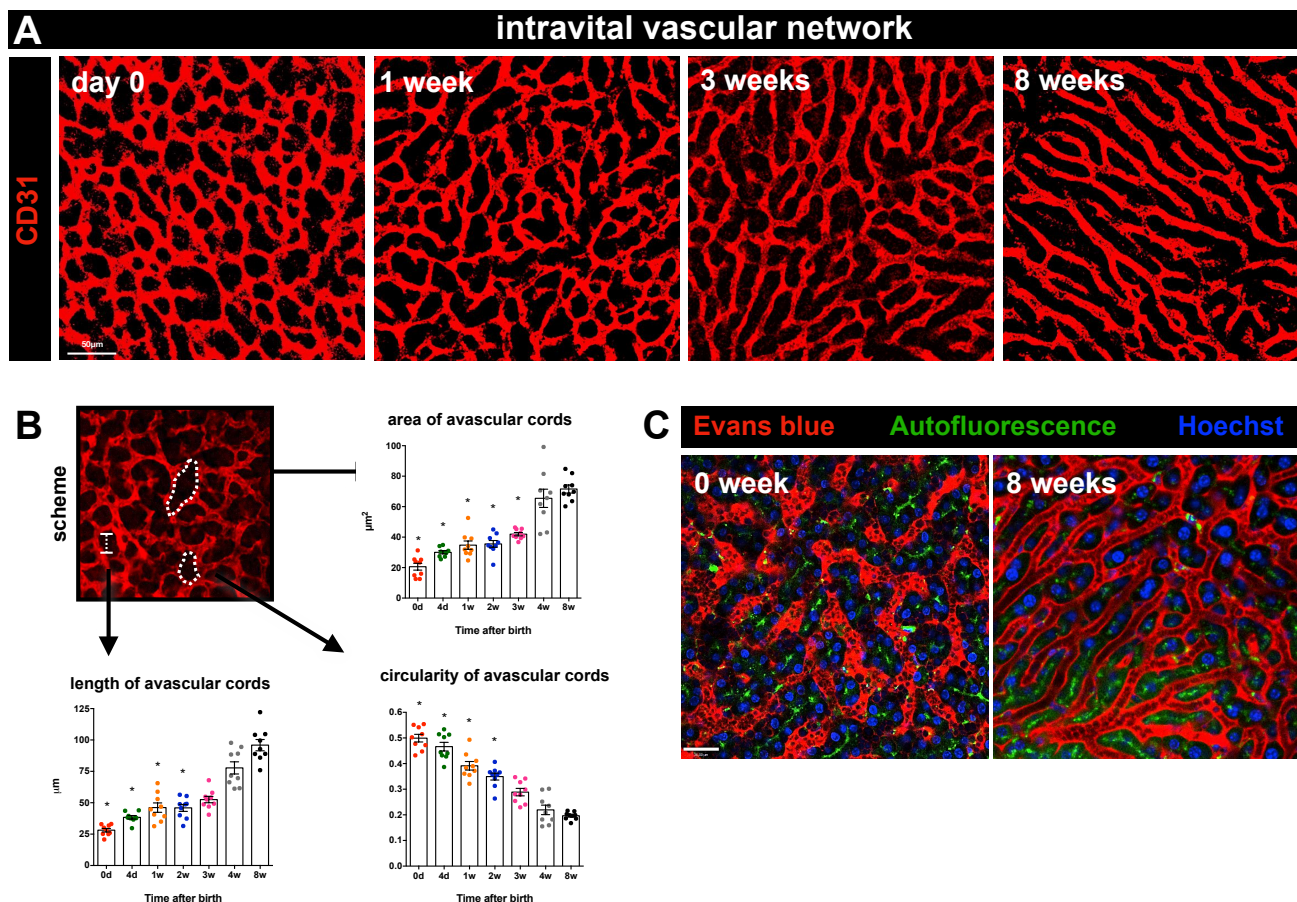 A
intravital vascular network
CD31
day 0
1 week
3 weeks
8 weeks
50µm
B
scheme
area of avascular cords
µm²
100
80
60
40
20
0
* * * * *
0d 4d 1w 2w 3w 4w 8w
Time after birth
length of avascular cords
µm
125
100
75
50
25
0
* * * *
0d 4d 1w 2w 3w 4w 8w
Time after birth
circularity of avascular cords
0.6
0.5
0.4
0.3
0.2
0.1
0.0
* * * *
0d 4d 1w 2w 3w 4w 8w
Time after birth
C
Evans blue Autofluorescence Hoechst
0 week
8 weeks